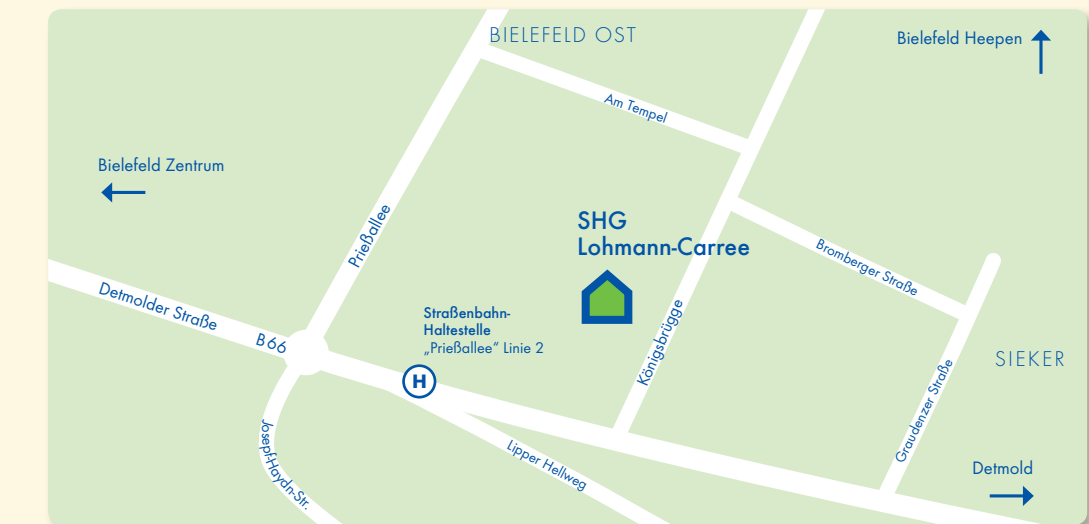 BIELEFELD OST
Bielefeld Heepen
Am Tempel
Bielefeld Zentrum
Prießallee
SHG
Lohmann-Carree
Bromberger Straße
Detmolder Straße
B66
Straßenbahn-
Haltestelle
„Prießallee“ Linie 2
H
Königsbrügge
SIEKER
Graudenzer Straße
Josepf-Haydn-Str.
Lipper Hellweg
Detmold